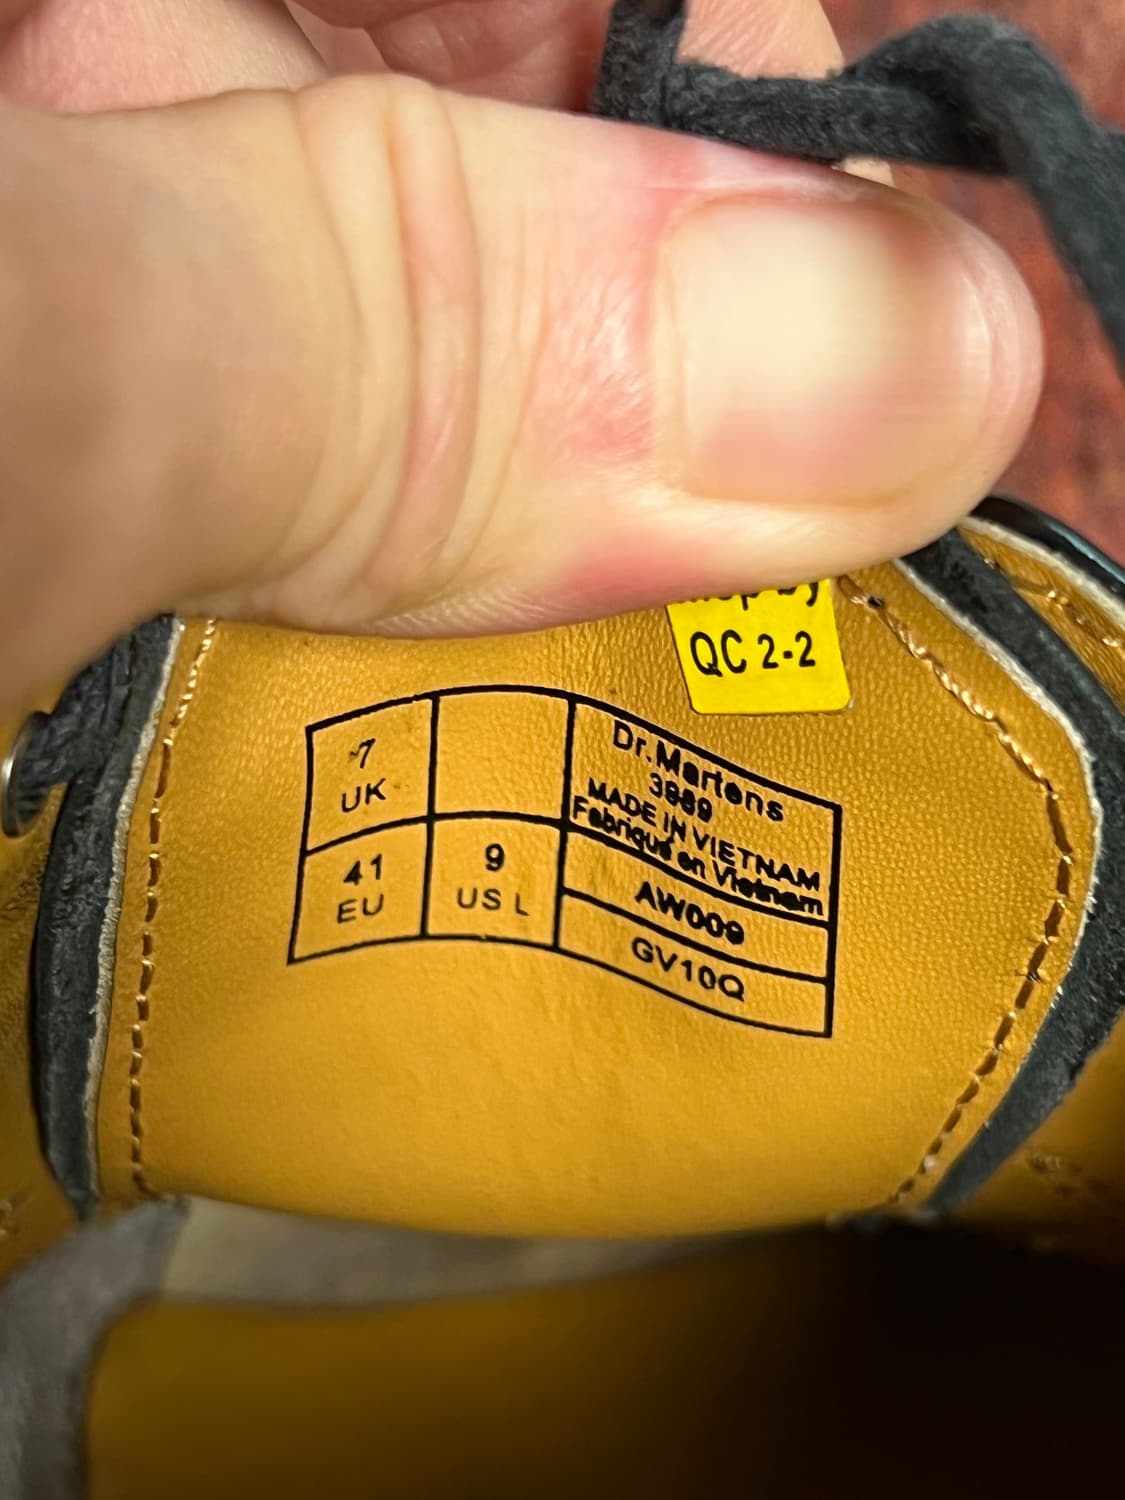 by
QC 2-2
7
UK
41
EU
9
US L
Dr.Martens
3989
MADE IN VIETNAM
Fabriqué en Vietnam
AW009
GV10Q